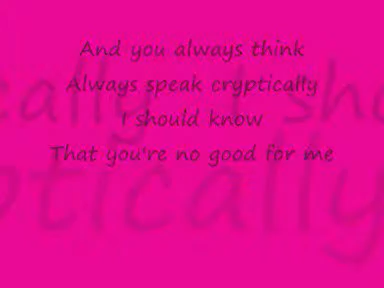 And you always think
Always speak cryptically
I should know
That you're no good for me